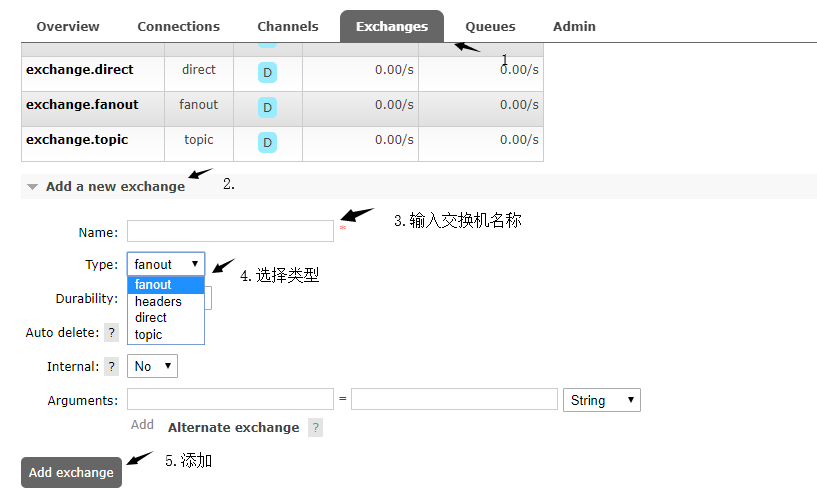 Overview Connections Channels Exchanges Queues Admin
1
exchange.direct direct D 0.00/s 0.00/s
exchange.fanout fanout D 0.00/s 0.00/s
exchange.topic topic D 0.00/s 0.00/s
Add a new exchange 2.
Name: * 3.输入交换机名称
Type: fanout 4.选择类型
fanout
Durability:
headers
direct
Auto delete: ?
topic
Internal: ? No
Arguments: = String
Add Alternate exchange ?
Add exchange 5.添加